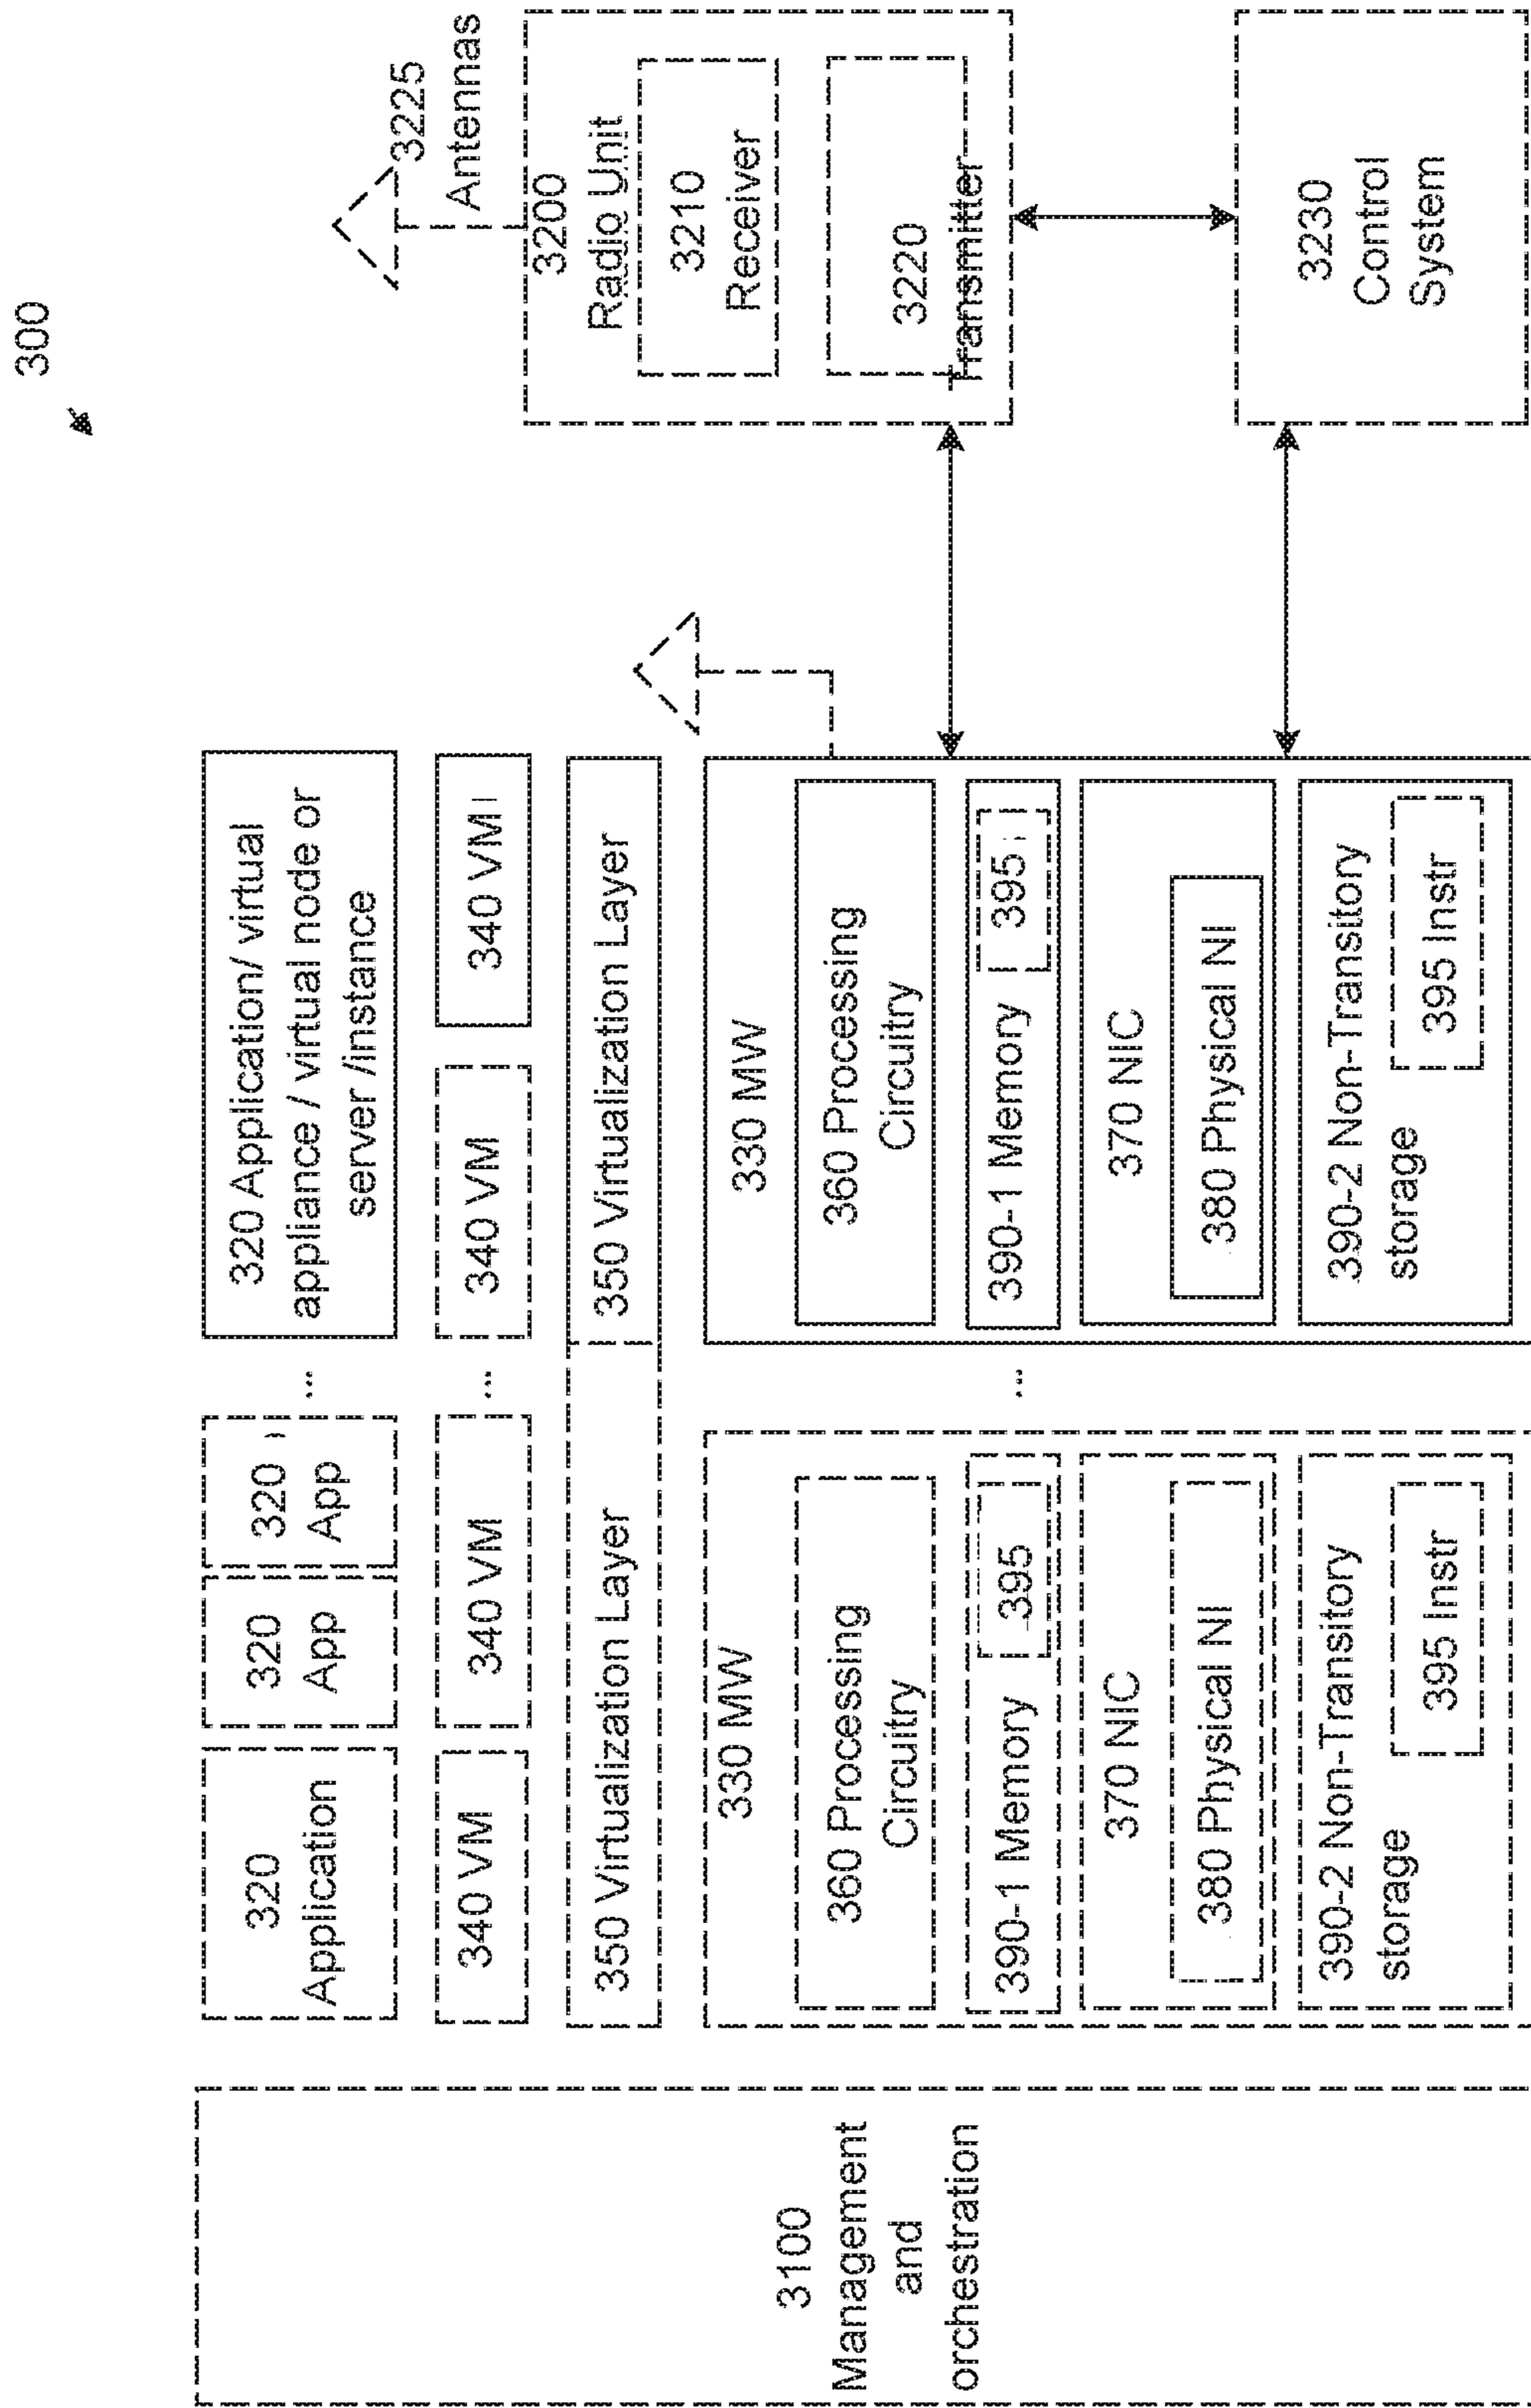 300
3100
Management
and
orchestration
320
Application
320
App
320
App
...
320 Application/ virtual
appliance / virtual node or
server /instance
340 VM
340 VM
...
340 VM
340 VM
350 Virtualization Layer
350 Virtualization Layer
330 MW
360 Processing
Circuitry
390-1 Memory
395
370 NIC
380 Physical NI
390-2 Non-Transitory
storage
395 Instr
...
330 MW
360 Processing
Circuitry
390-1 Memory
395
370 NIC
380 Physical NI
390-2 Non-Transitory
storage
395 Instr
3225
Antennas
3200
Radio Unit
3210
Receiver
3220
Transmitter
3230
Control
System